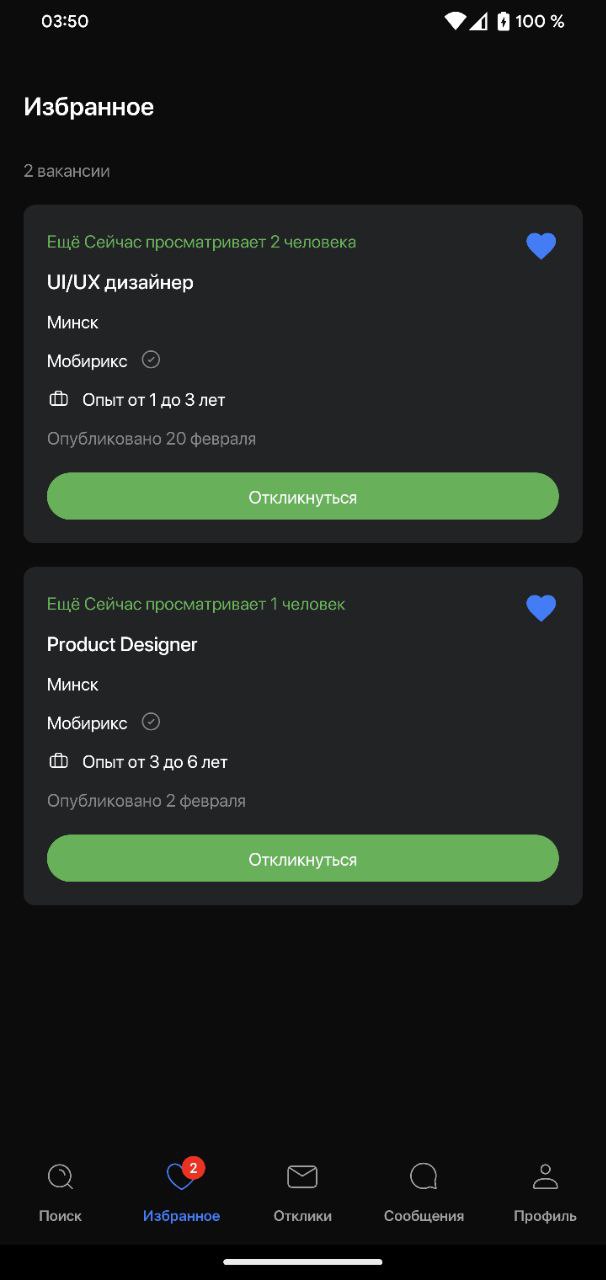 03:50
100 %
Избранное
2 вакансии
Ещё Сейчас просматривает 2 человека
UI/UX дизайнер
Минск
Мобирикс
Опыт от 1 до 3 лет
Опубликовано 20 февраля
Откликнуться
Ещё Сейчас просматривает 1 человек
Product Designer
Минск
Мобирикс
Опыт от 3 до 6 лет
Опубликовано 2 февраля
Откликнуться
2
Поиск
Избранное
Отклики
Сообщения
Профиль